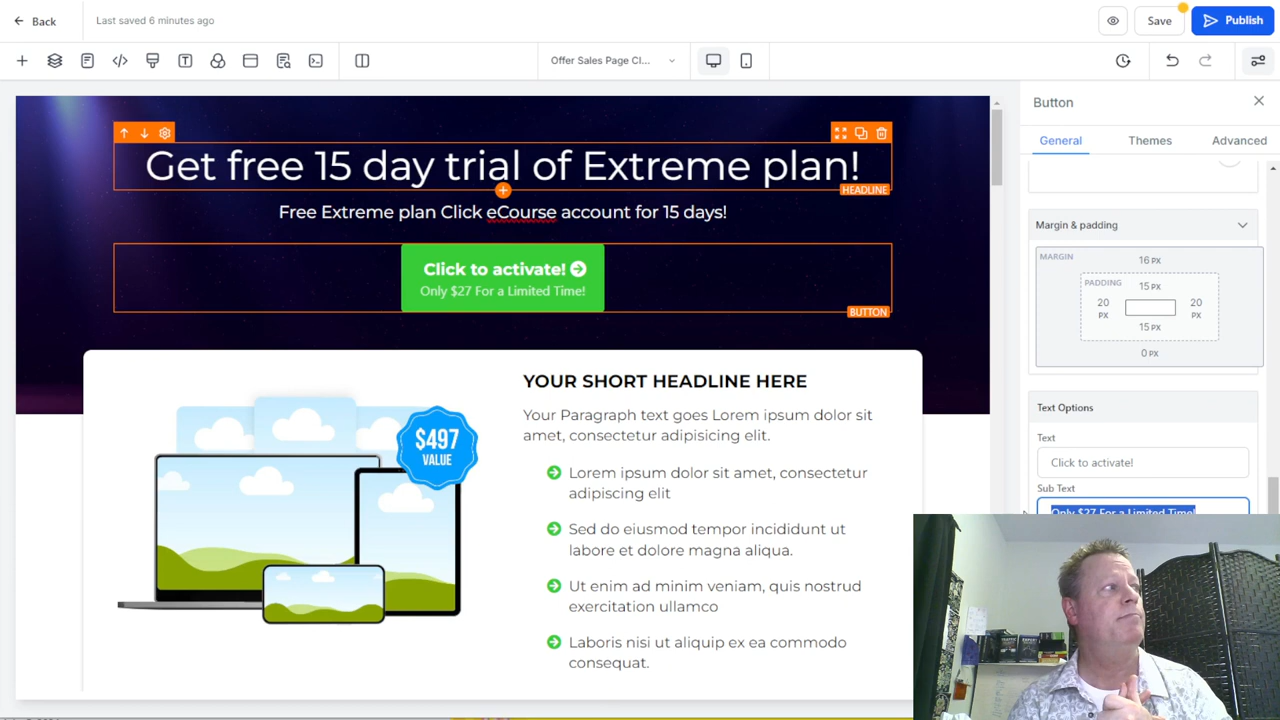 Back
Last saved 6 minutes ago
Save
Publish
Offer Sales Page Cl...
Button
General
Themes
Advanced
Get free 15 day trial of Extreme plan!
HEADLINE
Free Extreme plan Click eCourse account for 15 days!
Click to activate!
Only $27 For a Limited Time!
BUTTON
Margin & padding
MARGIN
16 PX
PADDING
15 PX
20 PX
20 PX
15 PX
0 PX
Text Options
Text
Click to activate!
Sub Text
Only $27 For a Limited Time!
$497
VALUE
YOUR SHORT HEADLINE HERE
Your Paragraph text goes Lorem ipsum dolor sit
amet, consectetur adipisicing elit.
Lorem ipsum dolor sit amet, consectetur
adipiscing elit
Sed do eiusmod tempor incididunt ut
labore et dolore magna aliqua.
Ut enim ad minim veniam, quis nostrud
exercitation ullamco
Laboris nisi ut aliquip ex ea commodo
consequat.